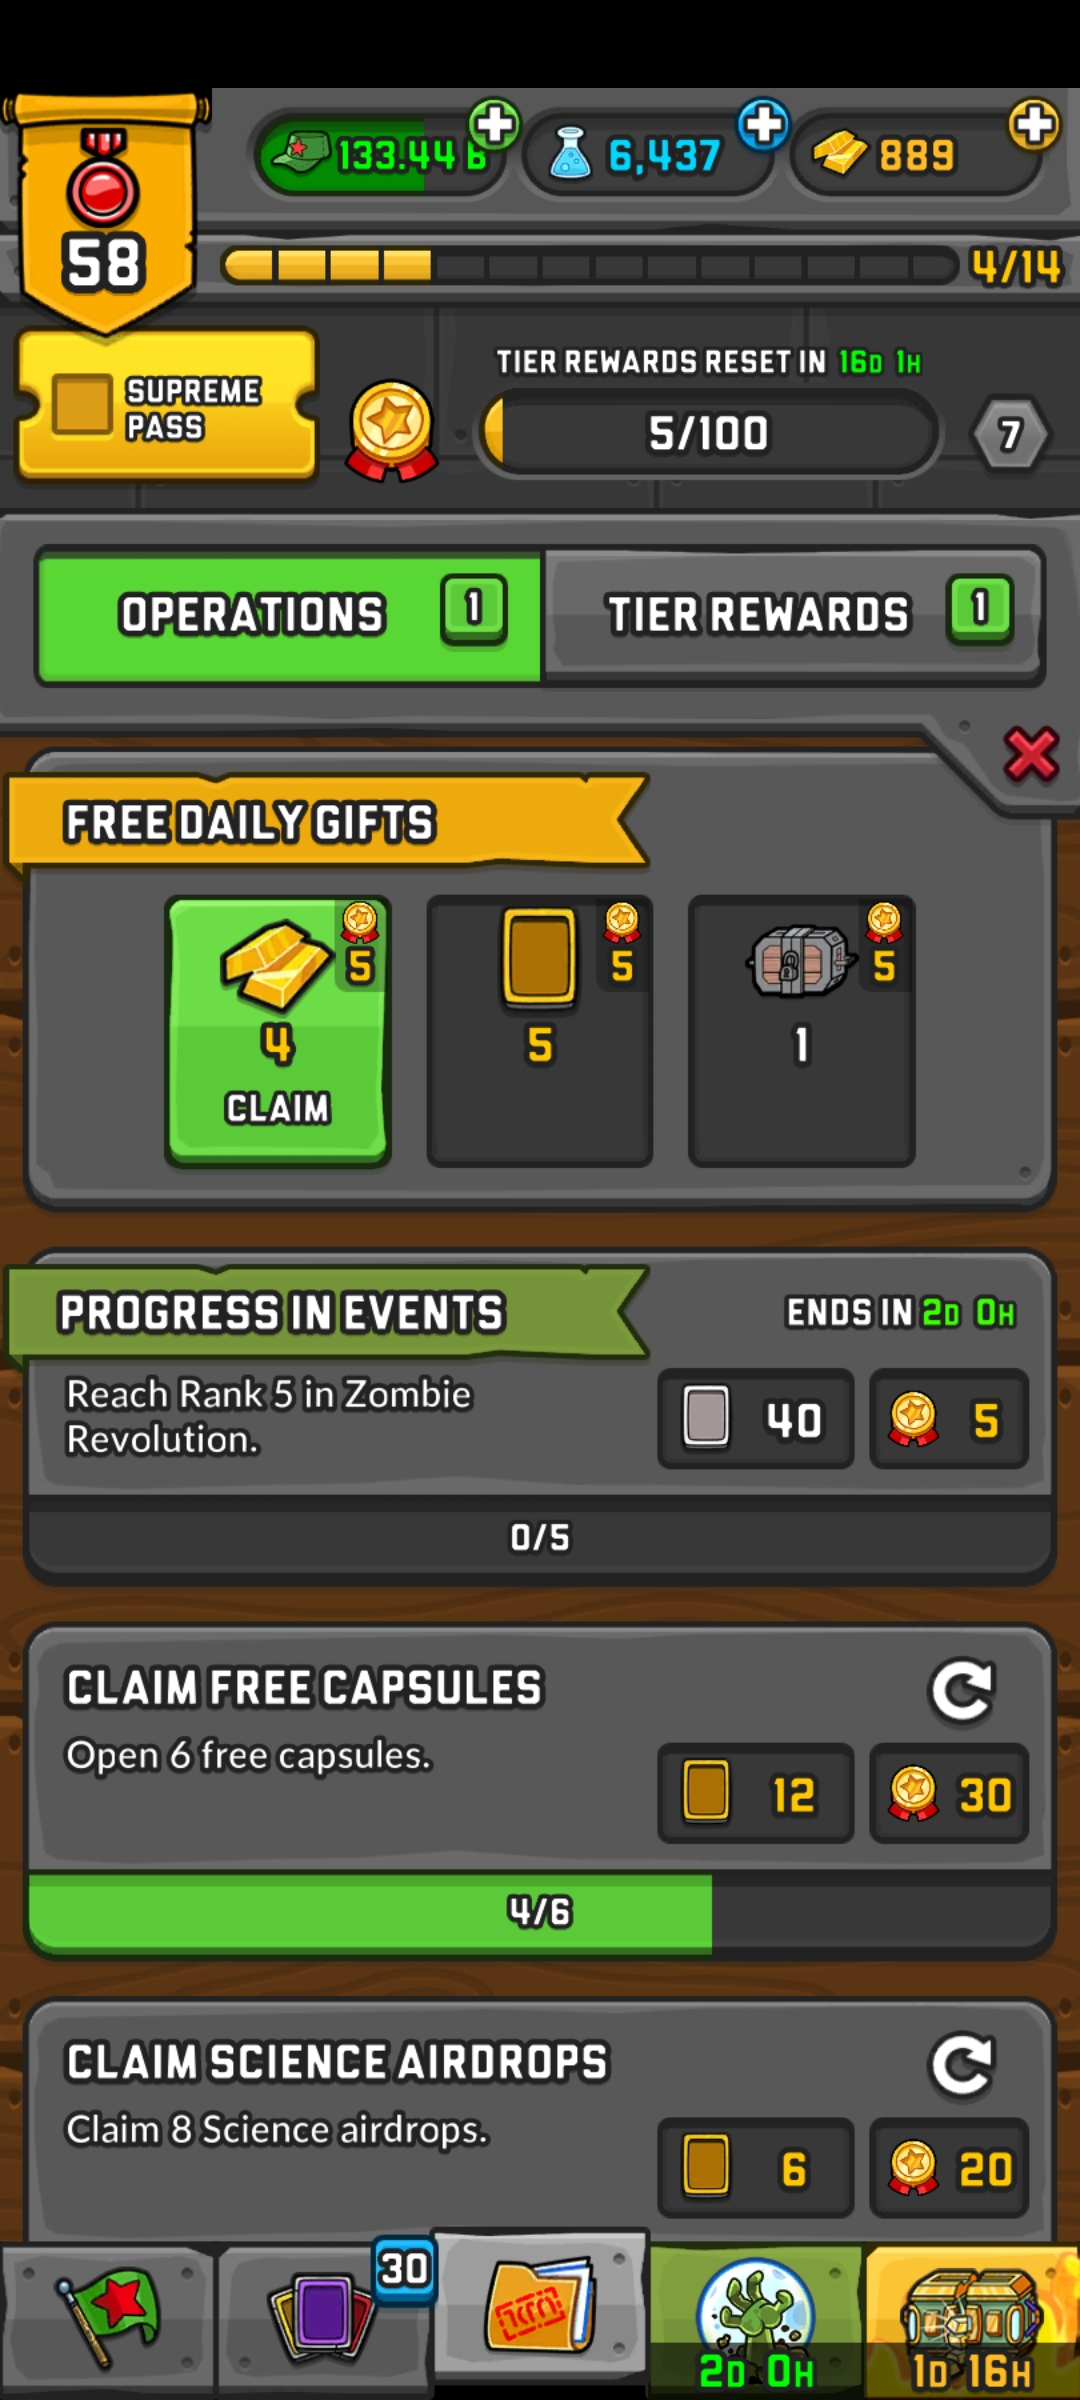 133.44 B
6,437
889
58
4/14
SUPREME
PASS
TIER REWARDS RESET IN 16D 1H
5/100
7
OPERATIONS 1
TIER REWARDS 1
FREE DAILY GIFTS
5
4
CLAIM
5
5
5
1
PROGRESS IN EVENTS
ENDS IN 2D 0H
Reach Rank 5 in Zombie
Revolution.
40
5
0/5
CLAIM FREE CAPSULES
Open 6 free capsules.
12
30
4/6
CLAIM SCIENCE AIRDROPS
Claim 8 Science airdrops.
6
20
30
2D 0H
1D 16H